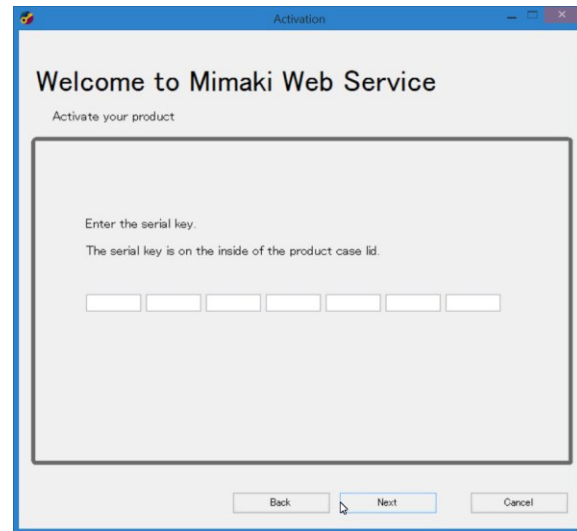 Activation
Welcome to Mimaki Web Service
Activate your product
Enter the serial key.
The serial key is on the inside of the product case lid.
Back Next Cancel